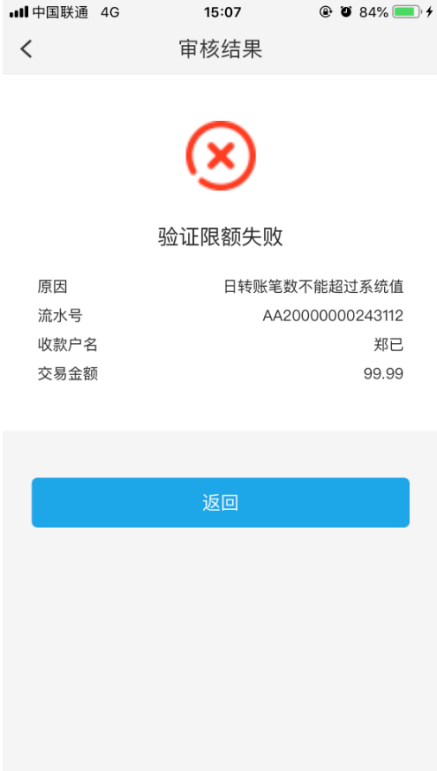 中国联通 4G 15:07 84%
审核结果
验证限额失败
原因 日转账笔数不能超过系统值
流水号 AA20000000243112
收款户名 郑已
交易金额 99.99
返回